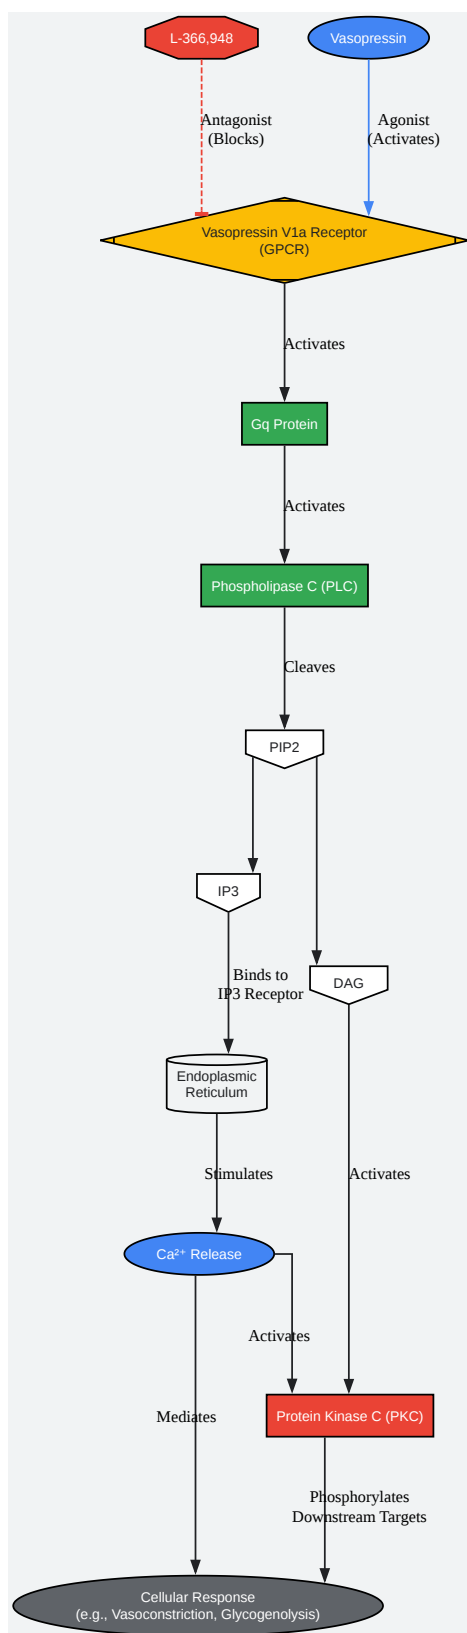 L-366,948
Vasopressin
Antagonist
(Blocks)
Agonist
(Activates)
Vasopressin V1a Receptor
(GPCR)
Activates
Gq Protein
Activates
Phospholipase C (PLC)
Cleaves
PIP2
IP3
Binds to
IP3 Receptor
DAG
Endoplasmic
Reticulum
Stimulates
Activates
Ca²⁺ Release
Activates
Protein Kinase C (PKC)
Mediates
Phosphorylates
Downstream Targets
Cellular Response
(e.g., Vasoconstriction, Glycogenolysis)